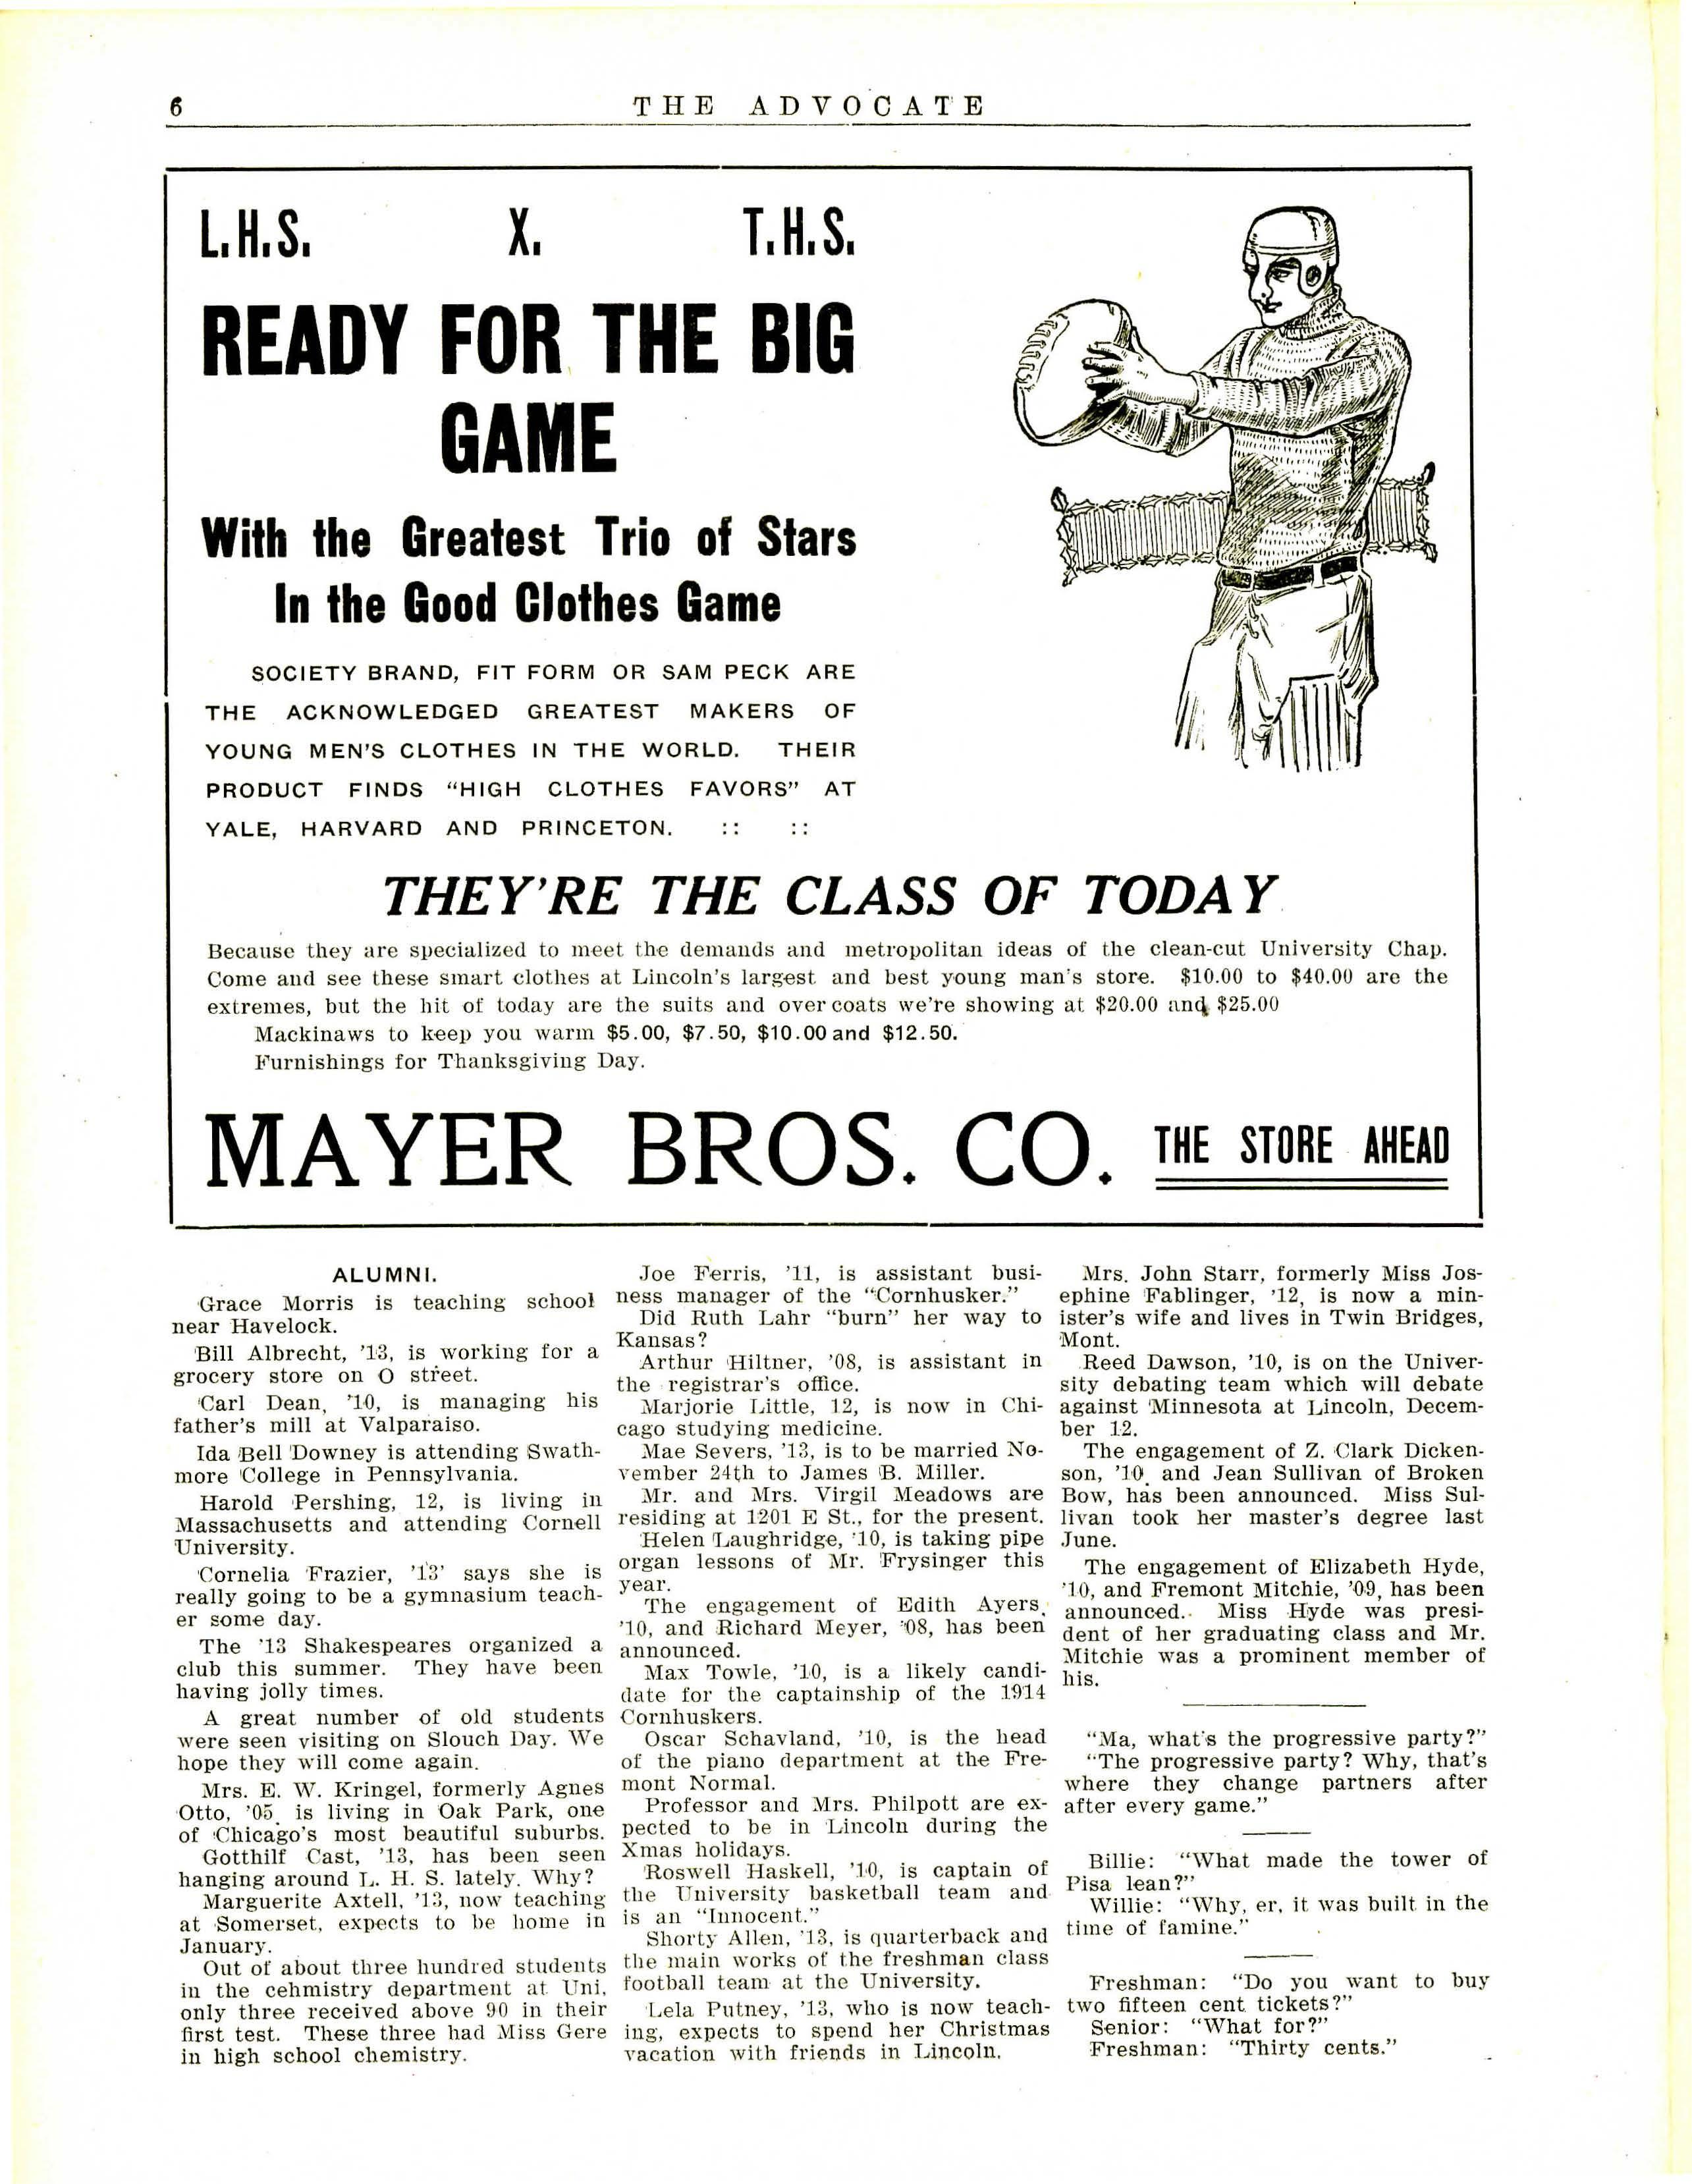 6
THE ADVOCATE
L.H.S. X. T.H.S.
READY FOR THE BIG
GAME
With the Greatest Trio of Stars
In the Good Clothes Game
SOCIETY BRAND, FIT FORM OR SAM PECK ARE
THE ACKNOWLEDGED GREATEST MAKERS OF
YOUNG MEN'S CLOTHES IN THE WORLD. THEIR
PRODUCT FINDS "HIGH CLOTHES FAVORS" AT
YALE, HARVARD AND PRINCETON. :: ::
THEY'RE THE CLASS OF TODAY
Because they are specialized to meet the demands and metropolitan ideas of the clean-cut University Chap.
Come and see these smart clothes at Lincoln's largest and best young man's store. $10.00 to $40.00 are the
extremes, but the hit of today are the suits and overcoats we're showing at $20.00 and $25.00
Mackinaws to keep you warm $5.00, $7.50, $10.00 and $12.50.
Furnishings for Thanksgiving Day.
MAYER BROS. CO. THE STORE AHEAD
ALUMNI.
Grace Morris is teaching school
near Havelock.
Bill Albrecht, '13, is working for a
grocery store on O street.
Carl Dean, '10, is managing his
father's mill at Valparaiso.
Ida Bell Downey is attending Swath-
more College in Pennsylvania.
Harold Pershing, 12, is living in
Massachusetts and attending Cornell
University.
Cornelia Frazier, '13' says she is
really going to be a gymnasium teach-
er some day.
The '13 Shakespeares organized a
club this summer. They have been
having jolly times.
A great number of old students
were seen visiting on Slouch Day. We
hope they will come again.
Mrs. E. W. Kringel, formerly Agnes
Otto, '05, is living in Oak Park, one
of Chicago's most beautiful suburbs.
Gotthilf Cast, '13, has been seen
hanging around L. H. S. lately. Why?
Marguerite Axtell, '13, now teaching
at Somerset, expects to be home in
January.
Out of about three hundred students
in the cehmistry department at Uni,
only three received above 90 in their
first test. These three had Miss Gere
in high school chemistry.
Joe Ferris, '11, is assistant busi-
ness manager of the "Cornhusker."
Did Ruth Lahr "burn" her way to
Kansas?
Arthur Hiltner, '08, is assistant in
the registrar's office.
Marjorie Little, 12, is now in Chi-
cago studying medicine.
Mae Severs, '13, is to be married No-
vember 24th to James B. Miller.
Mr. and Mrs. Virgil Meadows are
residing at 1201 E St., for the present.
Helen Laughridge, '10, is taking pipe
organ lessons of Mr. Frysinger this
year.
The engagement of Edith Ayers,
'10, and Richard Meyer, '08, has been
announced.
Max Towle, '10, is a likely candi-
date for the captainship of the 1914
Cornhuskers.
Oscar Schavland, '10, is the head
of the piano department at the Fre-
mont Normal.
Professor and Mrs. Philpott are ex-
pected to be in Lincoln during the
Xmas holidays.
Roswell Haskell, '10, is captain of
the University basketball team and
is an "Innocent."
Shorty Allen, '13, is quarterback and
the main works of the freshman class
football team at the University.
Lela Putney, '13, who is now teach-
ing, expects to spend her Christmas
vacation with friends in Lincoln.
Mrs. John Starr, formerly Miss Jos-
ephine Fablinger, '12, is now a min-
ister's wife and lives in Twin Bridges,
Mont.
Reed Dawson, '10, is on the Univer-
sity debating team which will debate
against Minnesota at Lincoln, Decem-
ber 12.
The engagement of Z. Clark Dicken-
son, '10, and Jean Sullivan of Broken
Bow, has been announced. Miss Sul-
livan took her master's degree last
June.
The engagement of Elizabeth Hyde,
'10, and Fremont Mitchie, '09, has been
announced. Miss Hyde was presi-
dent of her graduating class and Mr.
Mitchie was a prominent member of
his.
"Ma, what's the progressive party?"
"The progressive party? Why, that's
where they change partners after
after every game."
Billie: "What made the tower of
Pisa lean?"
Willie: "Why, er, it was built in the
time of famine."
Freshman: "Do you want to buy
two fifteen cent tickets?"
Senior: "What for?"
Freshman: "Thirty cents."